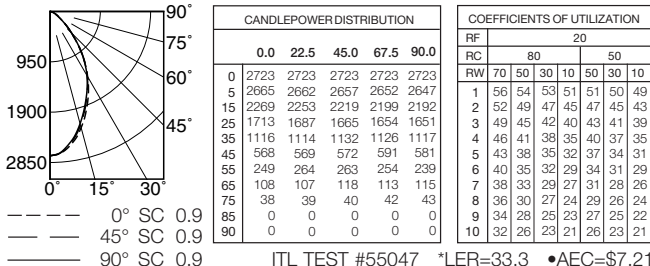 90°
75°
60°
45°
950
1900
2850
0° 15° 30°
0° SC 0.9
45° SC 0.9
90° SC 0.9
CANDLEPOWER DISTRIBUTION
0.0 22.5 45.0 67.5 90.0
0 2723 2723 2723 2723 2723
5 2665 2662 2657 2652 2647
15 2269 2253 2219 2199 2192
25 1713 1687 1665 1654 1651
35 1116 1114 1132 1126 1117
45 568 569 572 591 581
55 249 264 263 254 239
65 108 107 118 113 115
75 38 39 40 42 43
85 0 0 0 0 0
90 0 0 0 0 0
COEFFICIENTS OF UTILIZATION
RF 20
RC 80 50
RW 70 50 30 10 50 30 10
1 56 54 53 51 51 50 49
2 52 49 47 45 47 45 43
3 49 45 42 40 43 41 39
4 46 41 38 35 40 37 35
5 43 38 35 32 37 34 31
6 40 35 32 29 34 31 29
7 38 33 29 27 31 28 26
8 36 30 27 24 29 26 24
9 34 28 25 23 27 25 22
10 32 26 23 21 26 23 21
ITL TEST #55047 *LER=33.3 •AEC=$7.21